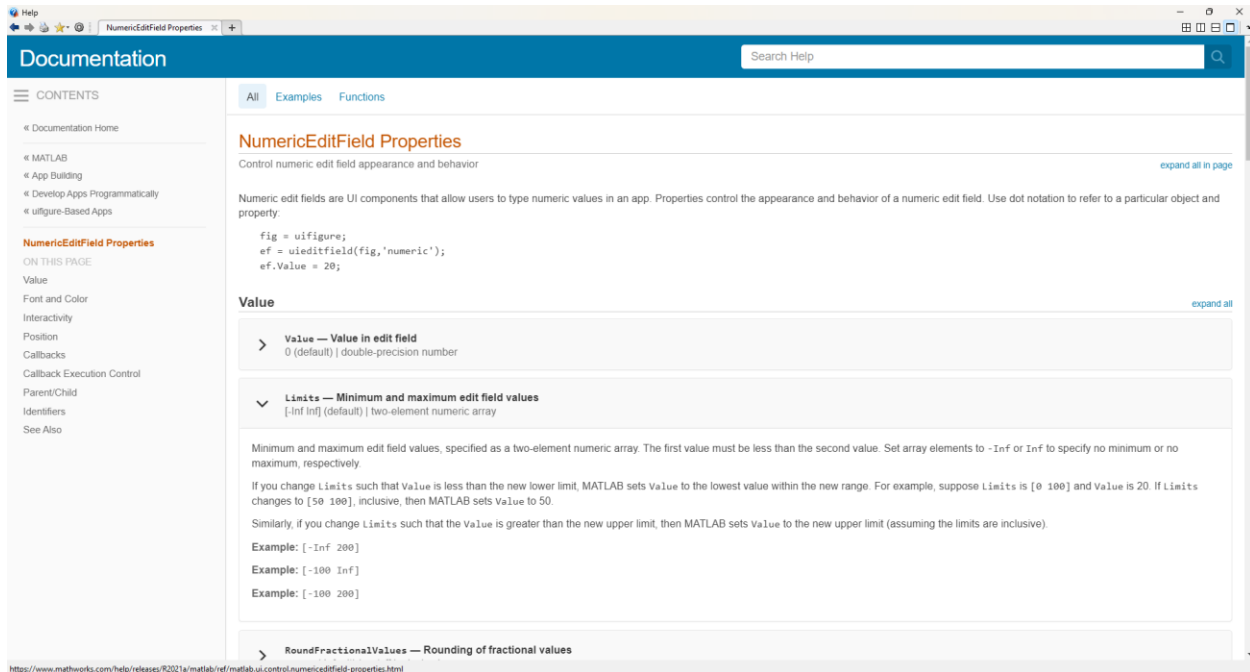 Help
NumericEditField Properties
Documentation
Search Help
CONTENTS
« Documentation Home
« MATLAB
« App Building
« Develop Apps Programmatically
« uifigure-Based Apps
NumericEditField Properties
ON THIS PAGE
Value
Font and Color
Interactivity
Position
Callbacks
Callback Execution Control
Parent/Child
Identifiers
See Also
All Examples Functions
NumericEditField Properties
Control numeric edit field appearance and behavior
expand all in page
Numeric edit fields are UI components that allow users to type numeric values in an app. Properties control the appearance and behavior of a numeric edit field. Use dot notation to refer to a particular object and
property:
fig = uifigure;
ef = uieditfield(fig,'numeric');
ef.Value = 20;
Value
expand all
Value — Value in edit field
0 (default) | double-precision number
Limits — Minimum and maximum edit field values
[-Inf Inf] (default) | two-element numeric array
Minimum and maximum edit field values, specified as a two-element numeric array. The first value must be less than the second value. Set array elements to -Inf or Inf to specify no minimum or no
maximum, respectively.
If you change Limits such that Value is less than the new lower limit, MATLAB sets Value to the lowest value within the new range. For example, suppose Limits is [0 100] and Value is 20. If Limits
changes to [50 100], inclusive, then MATLAB sets Value to 50.
Similarly, if you change Limits such that the Value is greater than the new upper limit, then MATLAB sets Value to the new upper limit (assuming the limits are inclusive).
Example: [-Inf 200]
Example: [-100 Inf]
Example: [-100 200]
RoundFractionalValues — Rounding of fractional values
https://www.mathworks.com/help/releases/R2021a/matlab/ref/matlab.ui.control.numericeditfield-properties.html